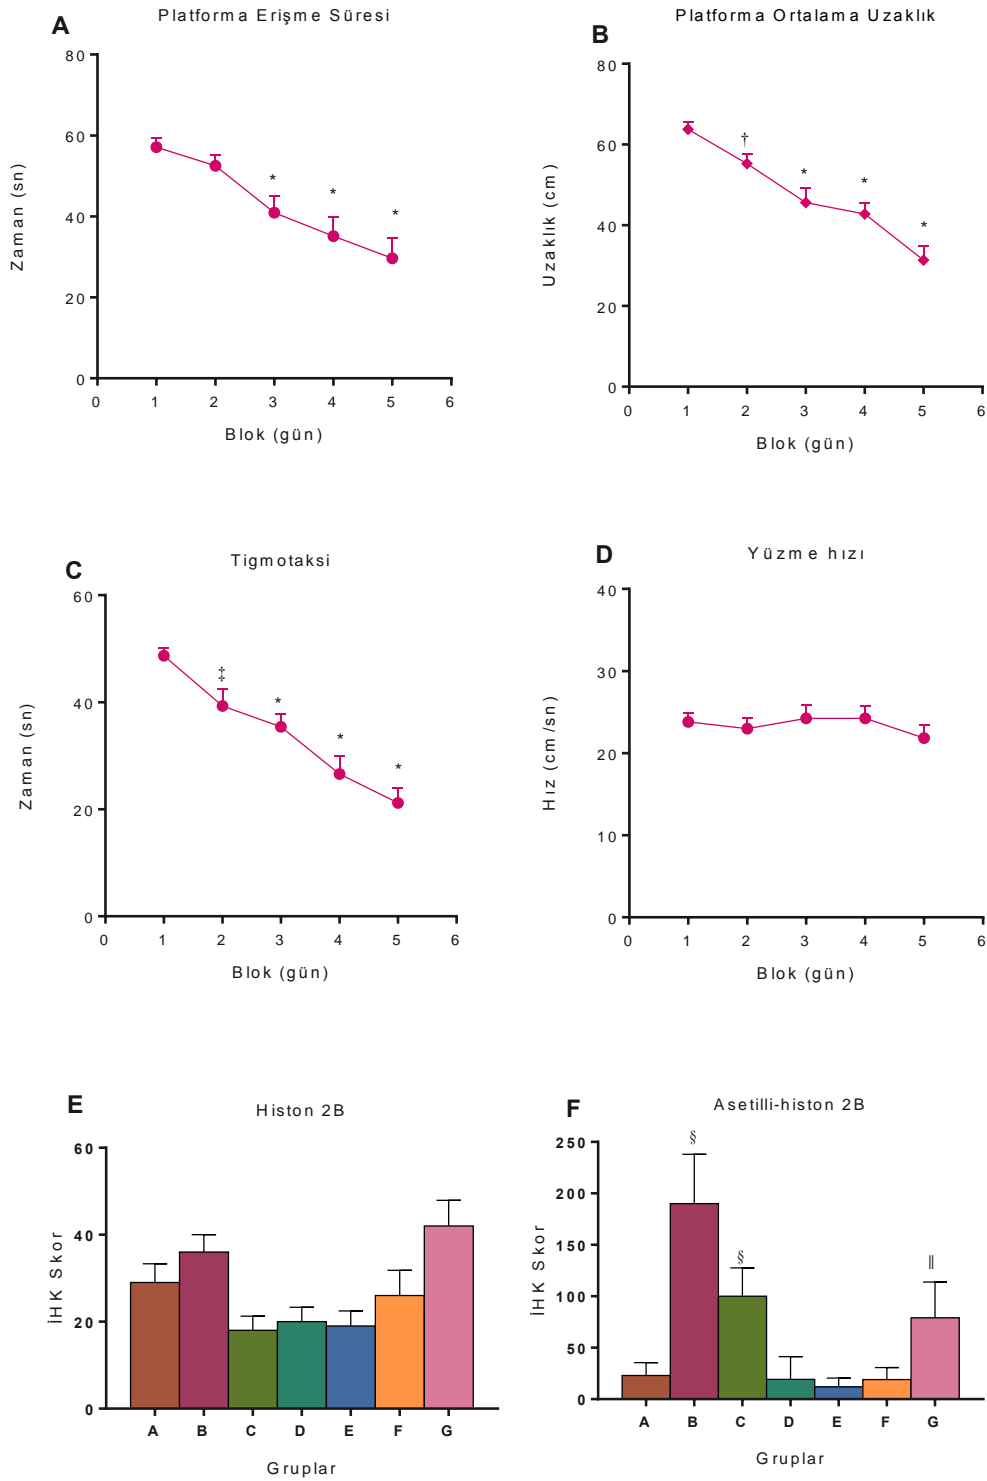 A
Platforma Erişme Süresi
80
60
40
20
0
Zaman (sn)
*
*
*
0 1 2 3 4 5 6
Blok (gün)
B
Platforma Ortalama Uzaklık
80
60
40
20
0
Uzaklık (cm)
†
*
*
*
0 1 2 3 4 5 6
Blok (gün)
C
Tigmotaksi
60
40
20
0
Zaman (sn)
‡
*
*
*
0 1 2 3 4 5 6
Blok (gün)
D
Yüzme hızı
40
30
20
10
0
Hız (cm/sn)
0 1 2 3 4 5 6
Blok (gün)
E
Histon 2B
60
40
20
0
İHK Skor
A B C D E F G
Gruplar
F
Asetilli-histon 2B
250
200
150
100
50
0
İHK Skor
§
§
‖
A B C D E F G
Gruplar